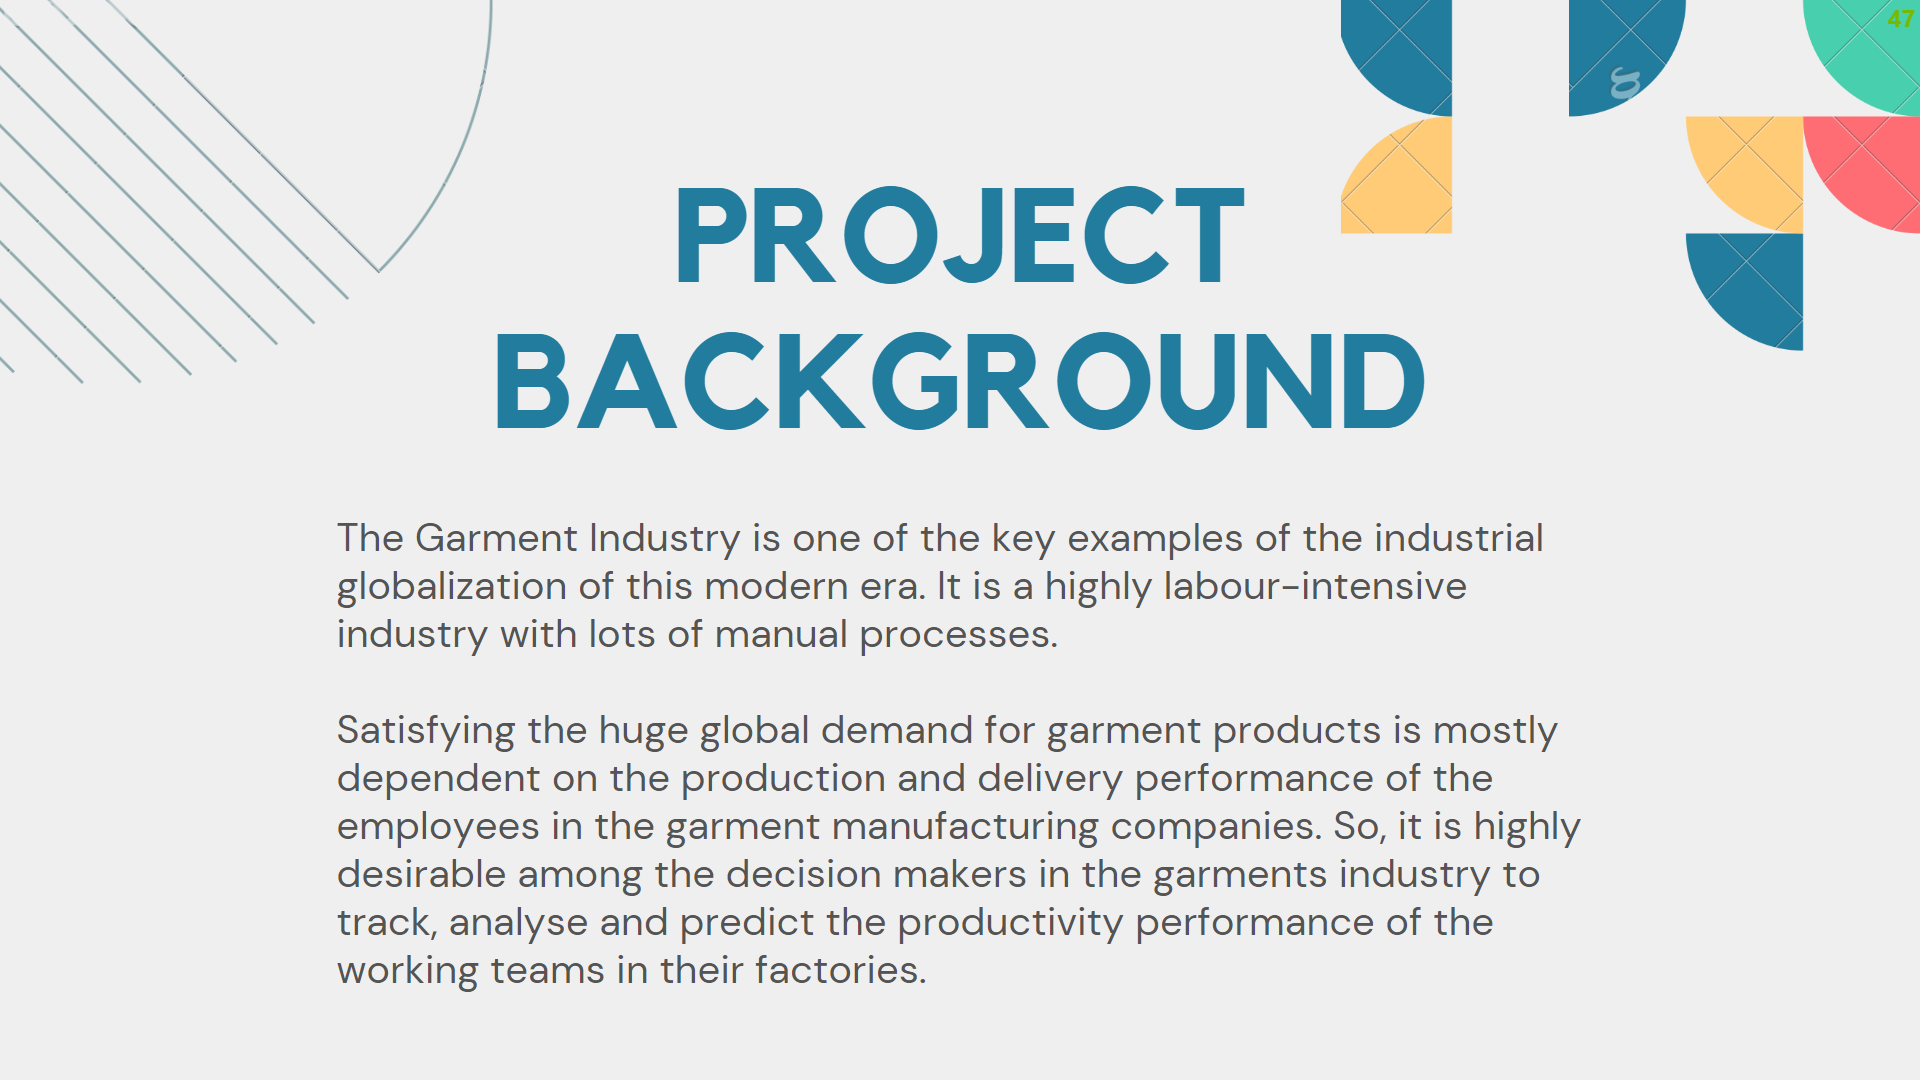 47
PROJECT
BACKGROUND
The Garment Industry is one of the key examples of the industrial
globalization of this modern era. It is a highly labour-intensive
industry with lots of manual processes.
Satisfying the huge global demand for garment products is mostly
dependent on the production and delivery performance of the
employees in the garment manufacturing companies. So, it is highly
desirable among the decision makers in the garments industry to
track, analyse and predict the productivity performance of the
working teams in their factories.